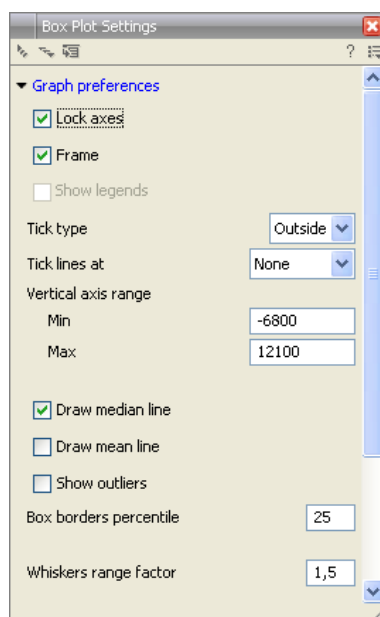 Box Plot Settings
?
Graph preferences
Lock axes
Frame
Show legends
Tick type Outside
Tick lines at None
Vertical axis range
Min -6800
Max 12100
Draw median line
Draw mean line
Show outliers
Box borders percentile 25
Whiskers range factor 1,5